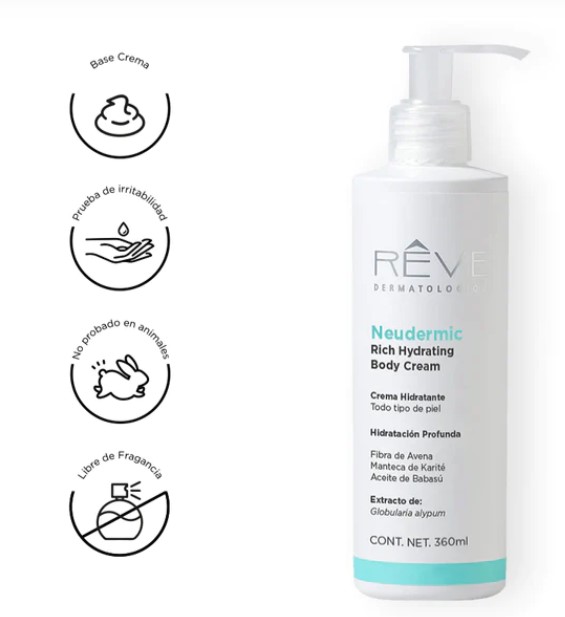 Base Crema
Prueba de irritabilidad
No probado en animales
Libre de Fragancia
RÊVE
Neudermic
Rich Hydrating
Body Cream
Crema Hidratante
Todo tipo de piel
Hidratación Profunda
Fibra de Avena
Manteca de Karité
Aceite de Babasú
Extracto de:
Globularia alypum
CONT. NET. 360ml